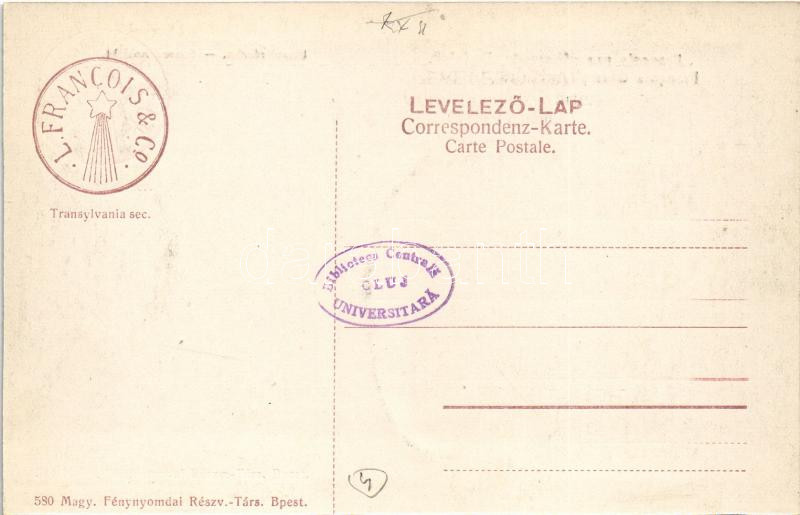 L. FRANÇOIS & Co.
Transylvania sec.
LEVELEZŐ-LAP
Correspondenz-Karte.
Carte Postale.
Biblioteca Centrală
CLUJ
UNIVERSITARĂ
580 Magy. Fénynyomdai Részv.-Társ. Bpest.